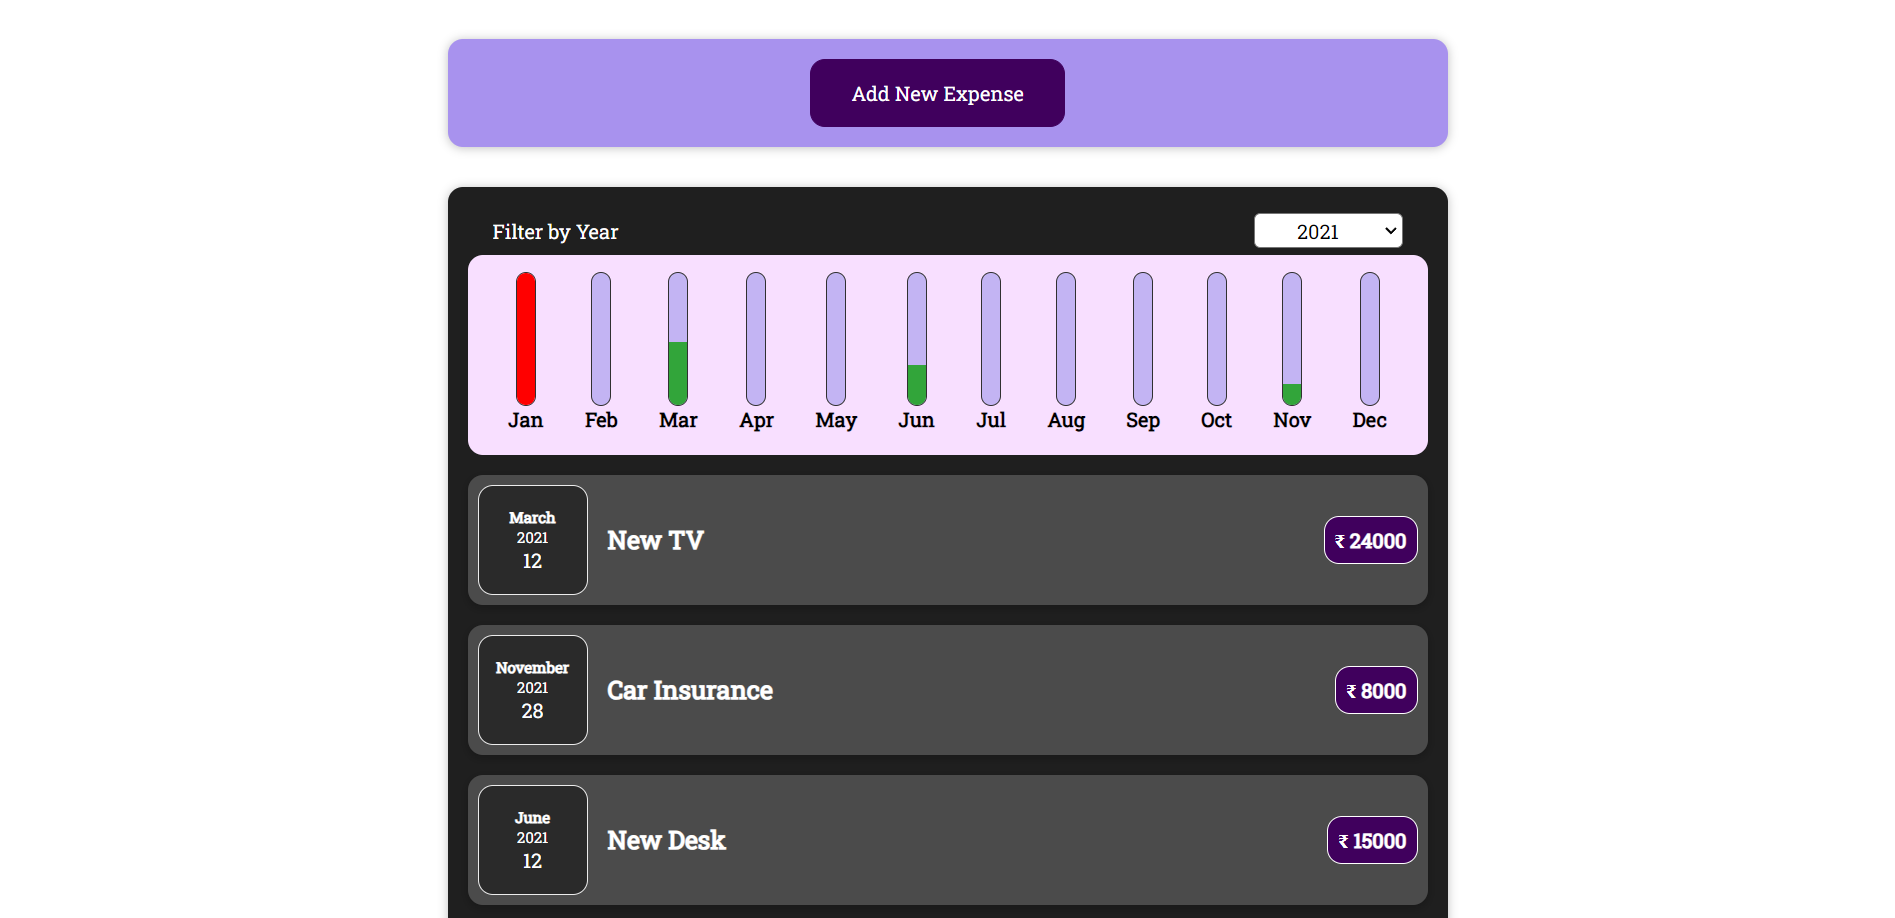 Add New Expense
Filter by Year
2021
Jan Feb Mar Apr May Jun Jul Aug Sep Oct Nov Dec
March
2021
12
New TV
₹ 24000
November
2021
28
Car Insurance
₹ 8000
June
2021
12
New Desk
₹ 15000